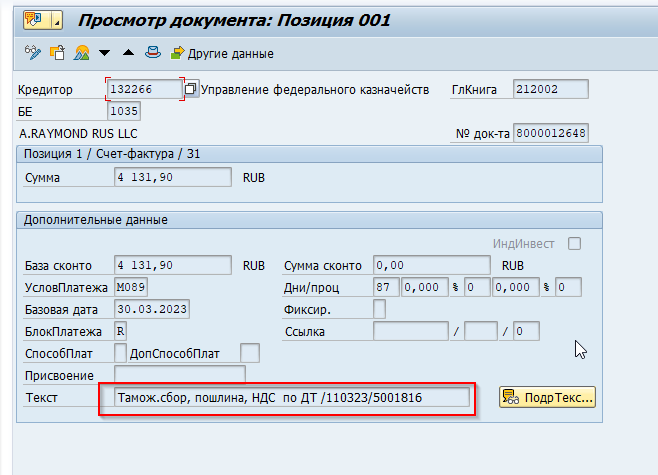 Просмотр документа: Позиция 001
Другие данные
Кредитор 132266 Управление федерального казначейств ГлКнига 212002
БЕ 1035
A.RAYMOND RUS LLC № док-та 8000012648
Позиция 1 / Счет-фактура / 31
Сумма 4 131,90 RUB
Дополнительные данные
ИндИнвест
База сконто 4 131,90 RUB Сумма сконто 0,00 RUB
УсловПлатежа M089 Дни/проц 87 0,000 % 0 0,000 % 0
Базовая дата 30.03.2023 Фиксир.
БлокПлатежа R Ссылка / / 0
СпособПлат ДопСпособПлат
Присвоение
Текст Тамож.сбор, пошлина, НДС по ДТ /110323/5001816 ПодрТекс...